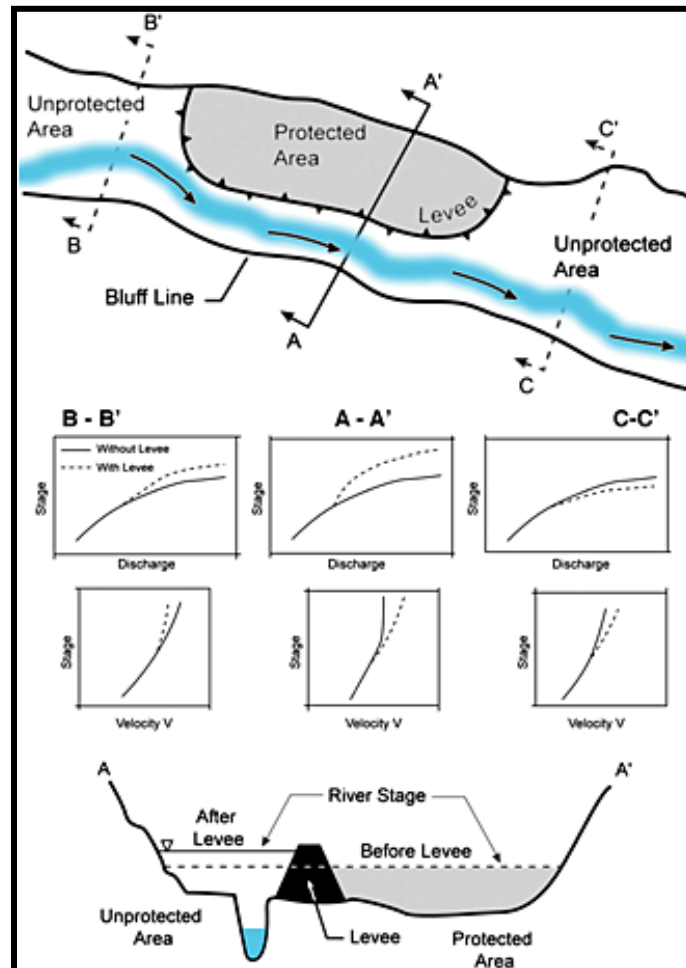 B'
A'
Unprotected
Area
Protected
Area
C'
Levee
B
Unprotected
Area
Bluff Line
A
C
B - B'
A - A'
C-C'
Without Levee
With Levee
Stage
Discharge
Stage
Discharge
Stage
Discharge
Stage
Velocity V
Stage
Velocity V
Stage
Velocity V
A
A'
River Stage
After
Levee
Before Levee
Unprotected
Area
Levee
Protected
Area